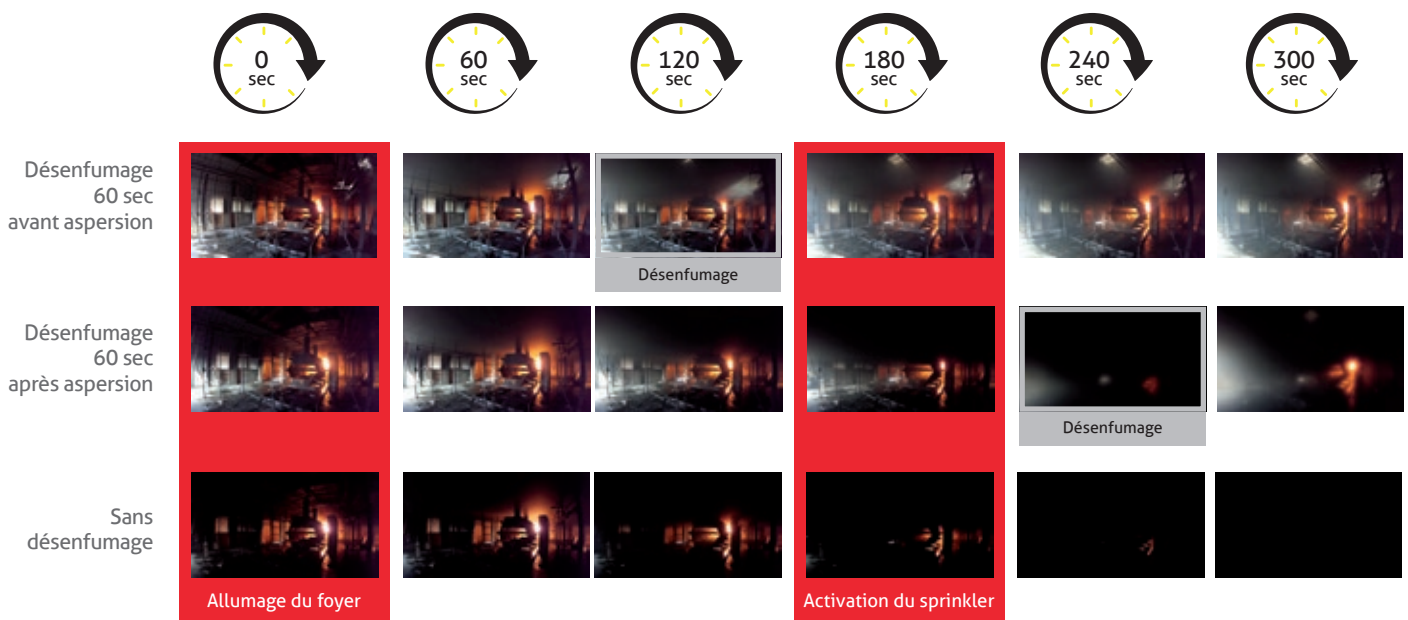 0
sec
60
sec
120
sec
180
sec
240
sec
300
sec
Désenfumage
60 sec
avant aspersion
Désenfumage
Désenfumage
60 sec
après aspersion
Désenfumage
Sans
désenfumage
Allumage du foyer
Activation du sprinkler